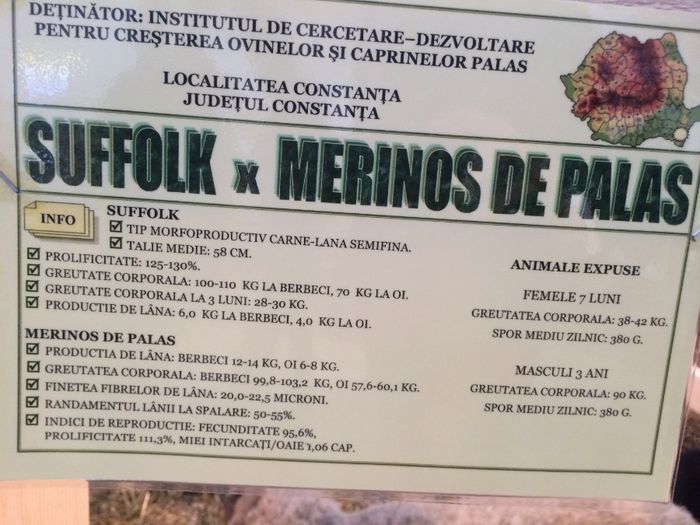 DEȚINĂTOR: INSTITUTUL DE CERCETARE–DEZVOLTARE
PENTRU CREȘTEREA OVINELOR ȘI CAPRINELOR PALAS
LOCALITATEA CONSTANȚA
JUDEȚUL CONSTANȚA
SUFFOLK x MERINOS DE PALAS
INFO
SUFFOLK
TIP MORFOPRODUCTIV CARNE-LANA SEMIFINA.
TALIE MEDIE: 58 CM.
PROLIFICITATE: 125-130%.
GREUTATE CORPORALA: 100-110 KG LA BERBECI, 70 KG LA OI.
GREUTATE CORPORALA LA 3 LUNI: 28-30 KG.
PRODUCTIE DE LÂNA: 6,0 KG LA BERBECI, 4,0 KG LA OI.
MERINOS DE PALAS
PRODUCTIA DE LÂNA: BERBECI 12-14 KG, OI 6-8 KG.
GREUTATEA CORPORALA: BERBECI 99,8-103,2 KG, OI 57,6-60,1 KG.
FINETEA FIBRELOR DE LÂNA: 20,0-22,5 MICRONI.
RANDAMENTUL LÂNII LA SPALARE: 50-55%.
INDICI DE REPRODUCTIE: FECUNDITATE 95,6%,
PROLIFICITATE 111,3%, MIEI INTARCAȚI/OAIE 1,06 CAP.
ANIMALE EXPUSE
FEMELE 7 LUNI
GREUTATEA CORPORALA: 38-42 KG.
SPOR MEDIU ZILNIC: 380 G.
MASCULI 3 ANI
GREUTATEA CORPORALA: 90 KG.
SPOR MEDIU ZILNIC: 380 G.